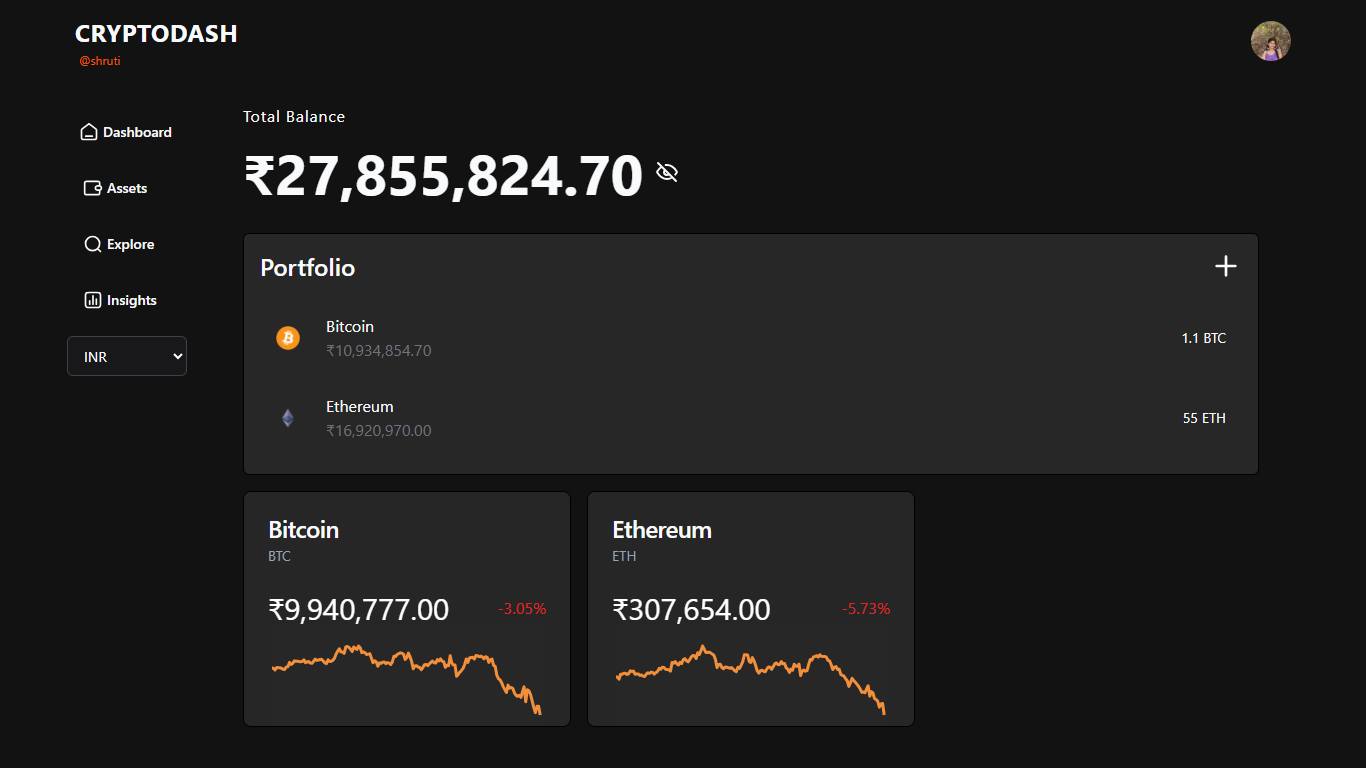 CRYPTODASH
@shruti
Dashboard
Assets
Explore
Insights
INR
Total Balance
₹27,855,824.70
Portfolio
Bitcoin
₹10,934,854.70
1.1 BTC
Ethereum
₹16,920,970.00
55 ETH
Bitcoin
BTC
₹9,940,777.00
-3.05%
Ethereum
ETH
₹307,654.00
-5.73%